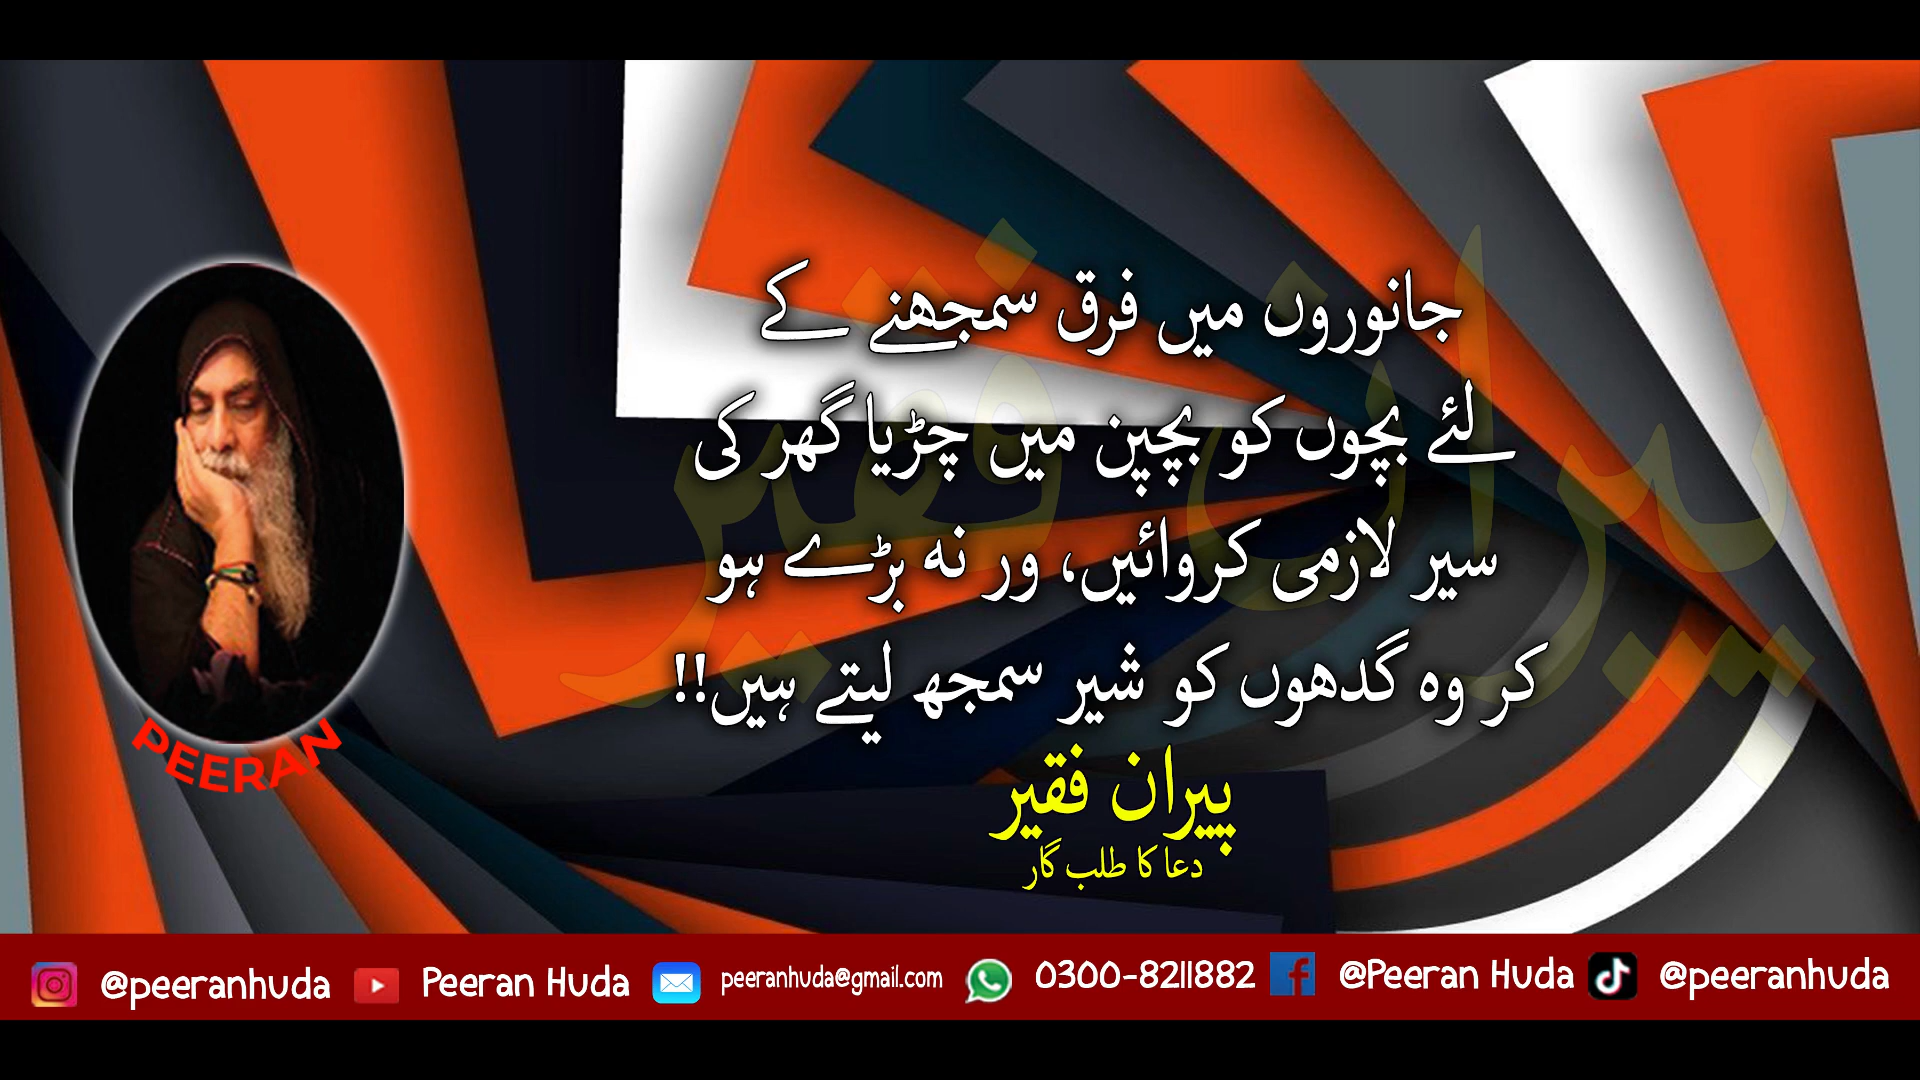 جانوروں میں فرق سمجھنے کے
لئے بچوں کو بچپن میں چڑیا گھر کی
سیر لازمی کروائیں، ور نہ بڑے ہو
کر وہ گدھوں کو شیر سمجھ لیتے ہیں!!
پیران فقیر
پیران فقیر
دعا کا طلب گار
PEERAN
@peeranhuda Peeran Huda peeranhuda@gmail.com 0300-8211882 @Peeran Huda @peeranhuda